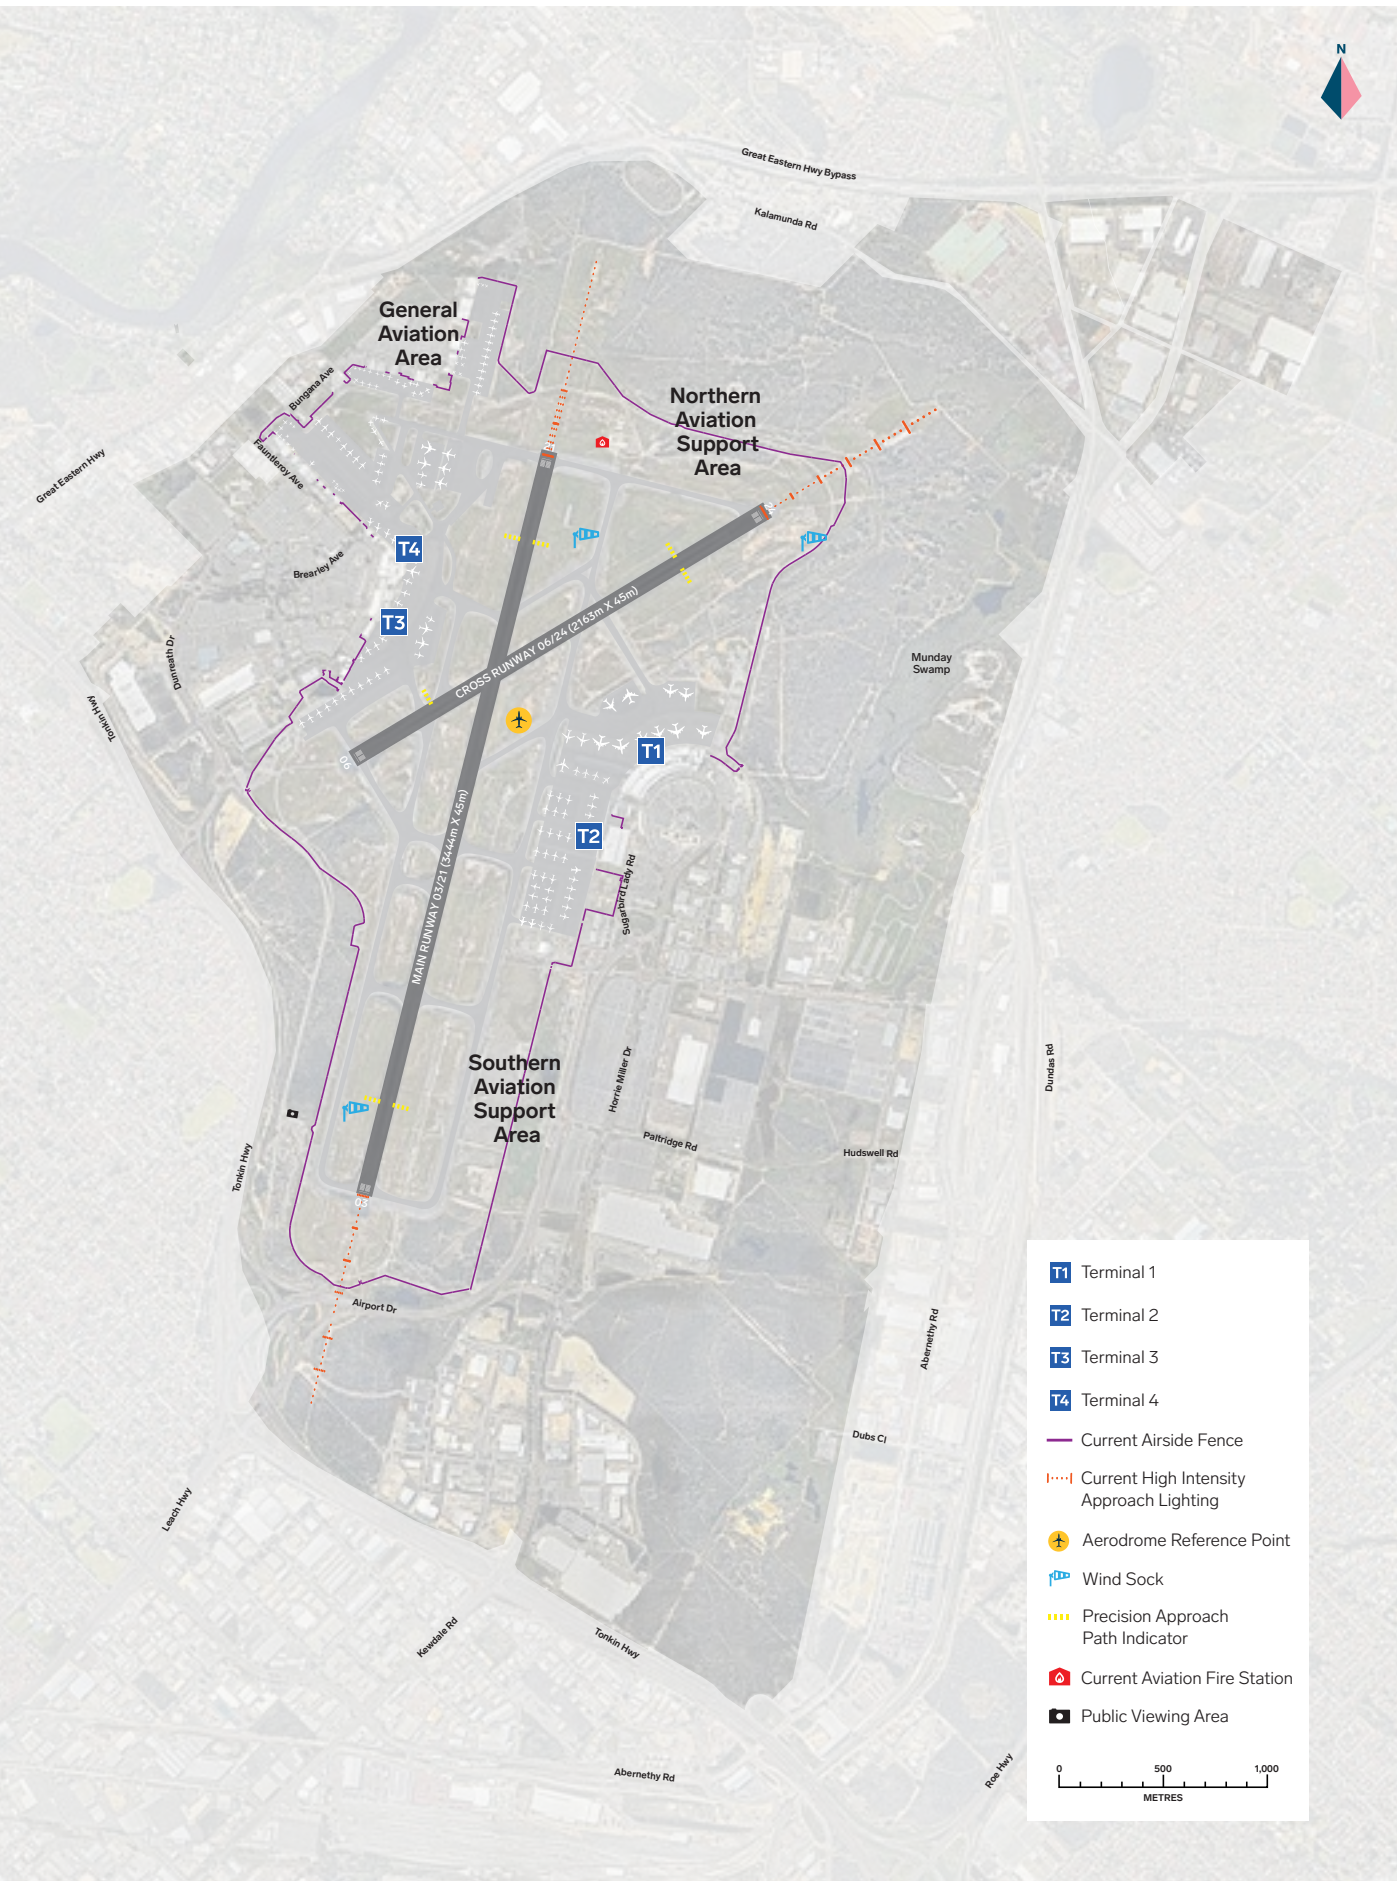 N
Great Eastern Hwy Bypass
Kalamunda Rd
General
Aviation
Area
Bungana Ave
Northern
Aviation
Support
Area
Fauntleroy Ave
Great Eastern Hwy
21
24
T4
Brearley Ave
T3
CROSS RUNWAY 06/24 (2163m X 45m)
Dunreath Dr
Munday
Swamp
Tonkin Hwy
06
T1
MAIN RUNWAY 03/21 (3444m X 45m)
T2
Sugarbird Lady Rd
Southern
Aviation
Support
Area
Horrie Miller Dr
Dundas Rd
Paltridge Rd
Hudswell Rd
Tonkin Hwy
03
Airport Dr
Abernethy Rd
Dubs Cl
Leach Hwy
Kewdale Rd
Tonkin Hwy
Abernethy Rd
Roe Hwy
T1 Terminal 1
T2 Terminal 2
T3 Terminal 3
T4 Terminal 4
Current Airside Fence
Current High Intensity
Approach Lighting
Aerodrome Reference Point
Wind Sock
Precision Approach
Path Indicator
Current Aviation Fire Station
Public Viewing Area
0 500 1,000
METRES